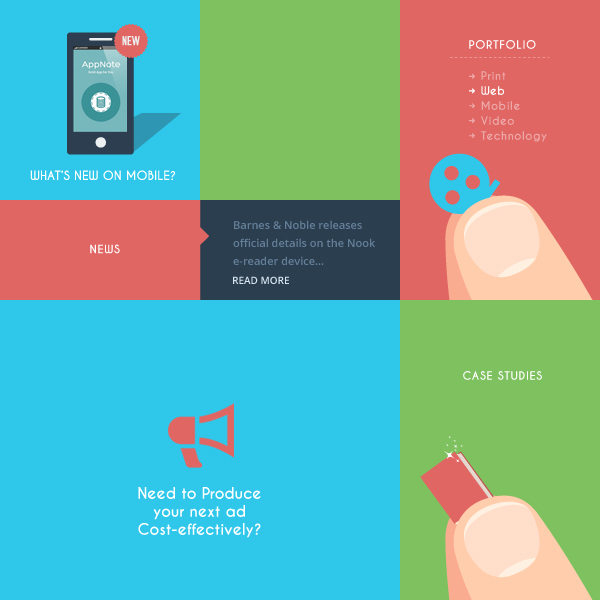 NEW
AppNote
WHAT'S NEW ON MOBILE?
PORTFOLIO
Print
Web
Mobile
Video
Technology
NEWS
Barnes & Noble releases
official details on the Nook
e-reader device...
READ MORE
Need to Produce
your next ad
Cost-effectively?
CASE STUDIES